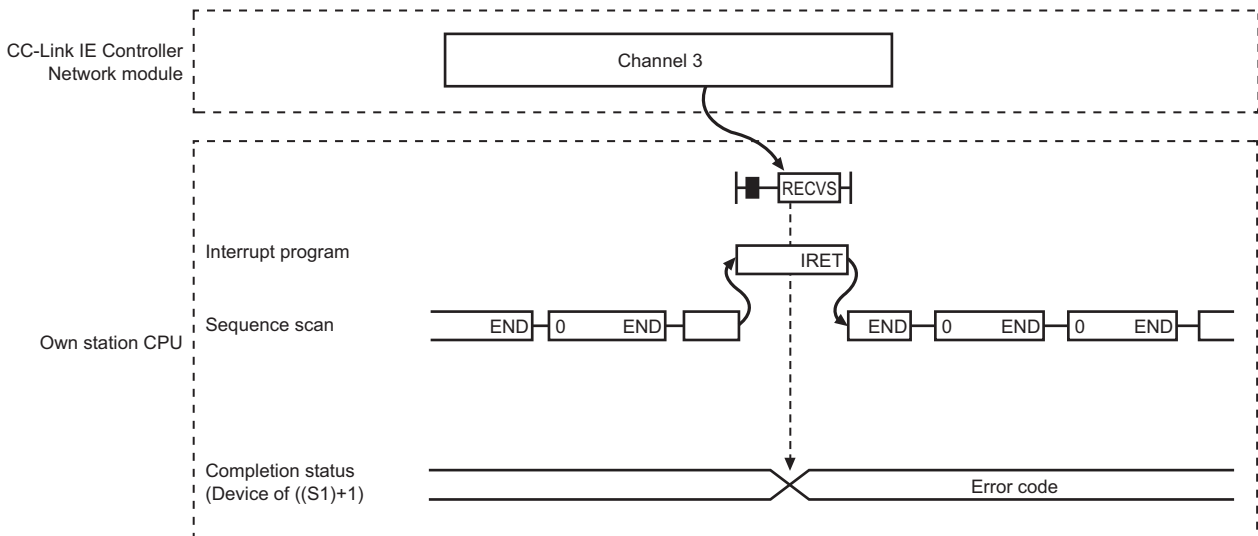 CC-Link IE Controller
Network module
Channel 3
RECVS
Interrupt program
IRET
Sequence scan
END 0 END END 0 END 0 END
Own station CPU
Completion status
(Device of ((S1)+1)
Error code